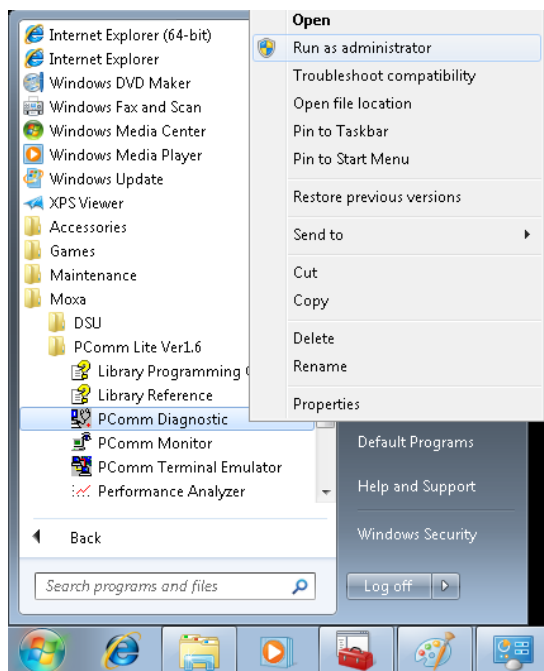 Internet Explorer (64-bit)
Internet Explorer
Windows DVD Maker
Windows Fax and Scan
Windows Media Center
Windows Media Player
Windows Update
XPS Viewer
Accessories
Games
Maintenance
Moxa
DSU
PComm Lite Ver1.6
Library Programming
Library Reference
PComm Diagnostic
PComm Monitor
PComm Terminal Emulator
Performance Analyzer
Back
Search programs and files
Open
Run as administrator
Troubleshoot compatibility
Open file location
Pin to Taskbar
Pin to Start Menu
Restore previous versions
Send to
Cut
Copy
Delete
Rename
Properties
Default Programs
Help and Support
Windows Security
Log off